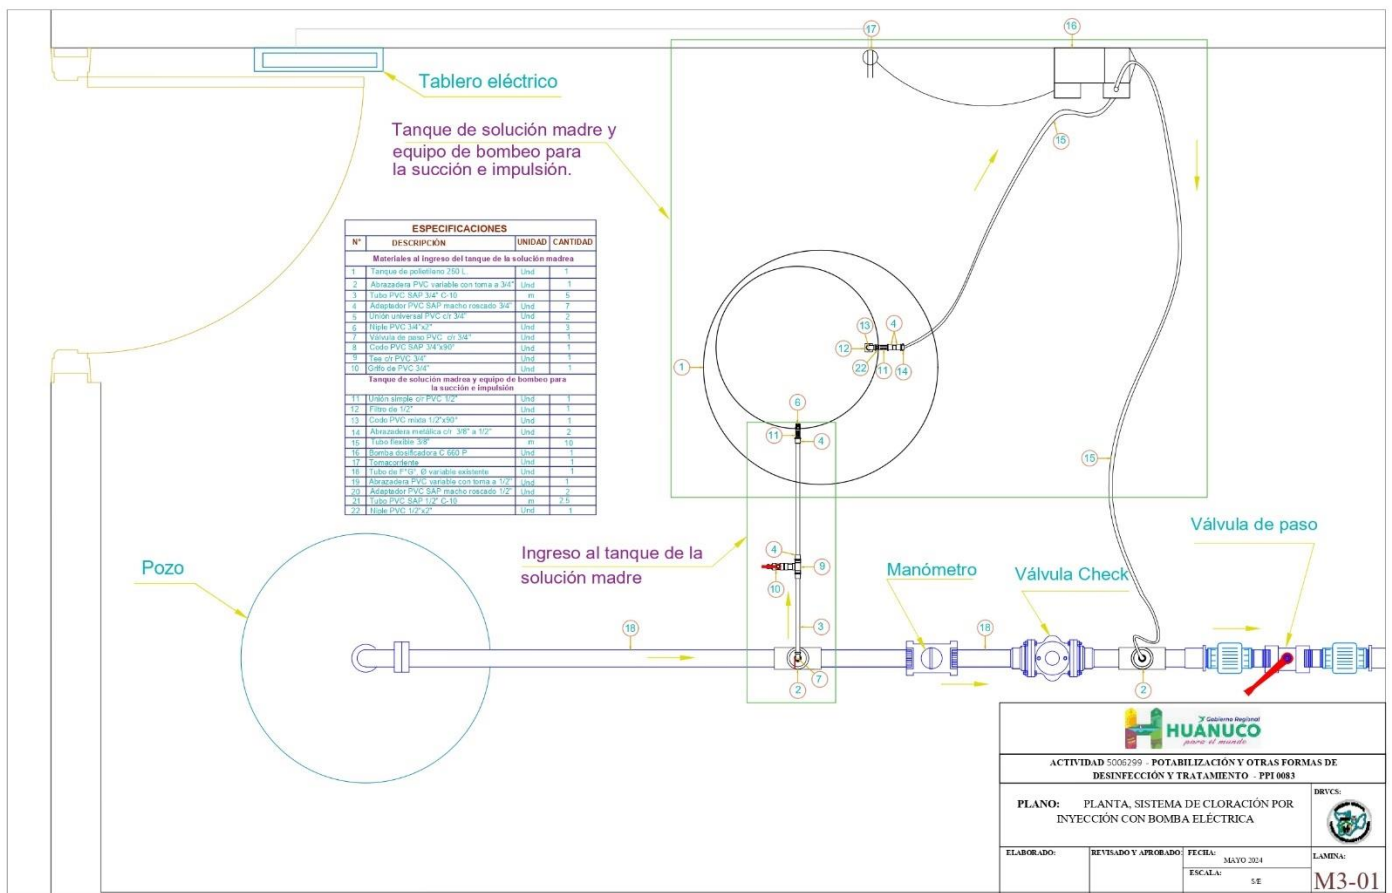 17
16
Tablero eléctrico
Tanque de solución madre y
equipo de bombeo para
la succión e impulsión.
15
ESPECIFICACIONES
N° DESCRIPCIÓN UNIDAD CANTIDAD
Materiales al ingreso del tanque de la solución madrea
1 Tanque de polietileno 250 L. Und 1
2 Abrazadera PVC variable con toma a 3/4" Und 1
3 Tubo PVC SAP 3/4" C-10 m 5
4 Adaptador PVC SAP macho roscado 3/4" Und 7
5 Unión universal PVC c/r 3/4" Und 2
6 Niple PVC 3/4"x2" Und 3
7 Válvula de paso PVC c/r 3/4" Und 1
8 Codo PVC SAP 3/4"x90° Und 1
9 Tee c/r PVC 3/4" Und 1
10 Grifo de PVC 3/4" Und 1
Tanque de solución madrea y equipo de bombeo para
la succión e impulsión
11 Unión simple c/r PVC 1/2" Und 1
12 Filtro de 1/2" Und 1
13 Codo PVC mixto 1/2"x90° Und 1
14 Abrazadera metálica c/r 3/8" a 1/2" Und 2
15 Tubo flexible 3/8" m 10
16 Bomba dosificadora C 660 P Und 1
17 Tomacorriente Und 1
18 Tubo de F°G°, Ø variable existente Und 1
19 Abrazadera PVC variable con toma a 1/2" Und 1
20 Adaptador PVC SAP macho roscado 1/2" Und 2
21 Tubo PVC SAP 1/2" C-10 m 2.5
22 Niple PVC 1/2"x2" Und 1
13 4
12
22 11 14
1
6
11 4
15
Ingreso al tanque de la
solución madre
4
9
10
3
Pozo
Manómetro
Válvula Check
Válvula de paso
18
18
7
2
2
Gobierno Regional
HUÁNUCO
para el mundo
ACTIVIDAD 5006299 - POTABILIZACIÓN Y OTRAS FORMAS DE
DESINFECCIÓN Y TRATAMIENTO - PPI 0083
PLANO: PLANTA, SISTEMA DE CLORACIÓN POR
INYECCIÓN CON BOMBA ELÉCTRICA
DRVCS:
ELABORADO: REVISADO Y APROBADO: FECHA:
MAYO 2024
ESCALA:
S/E
LAMINA:
M3-01